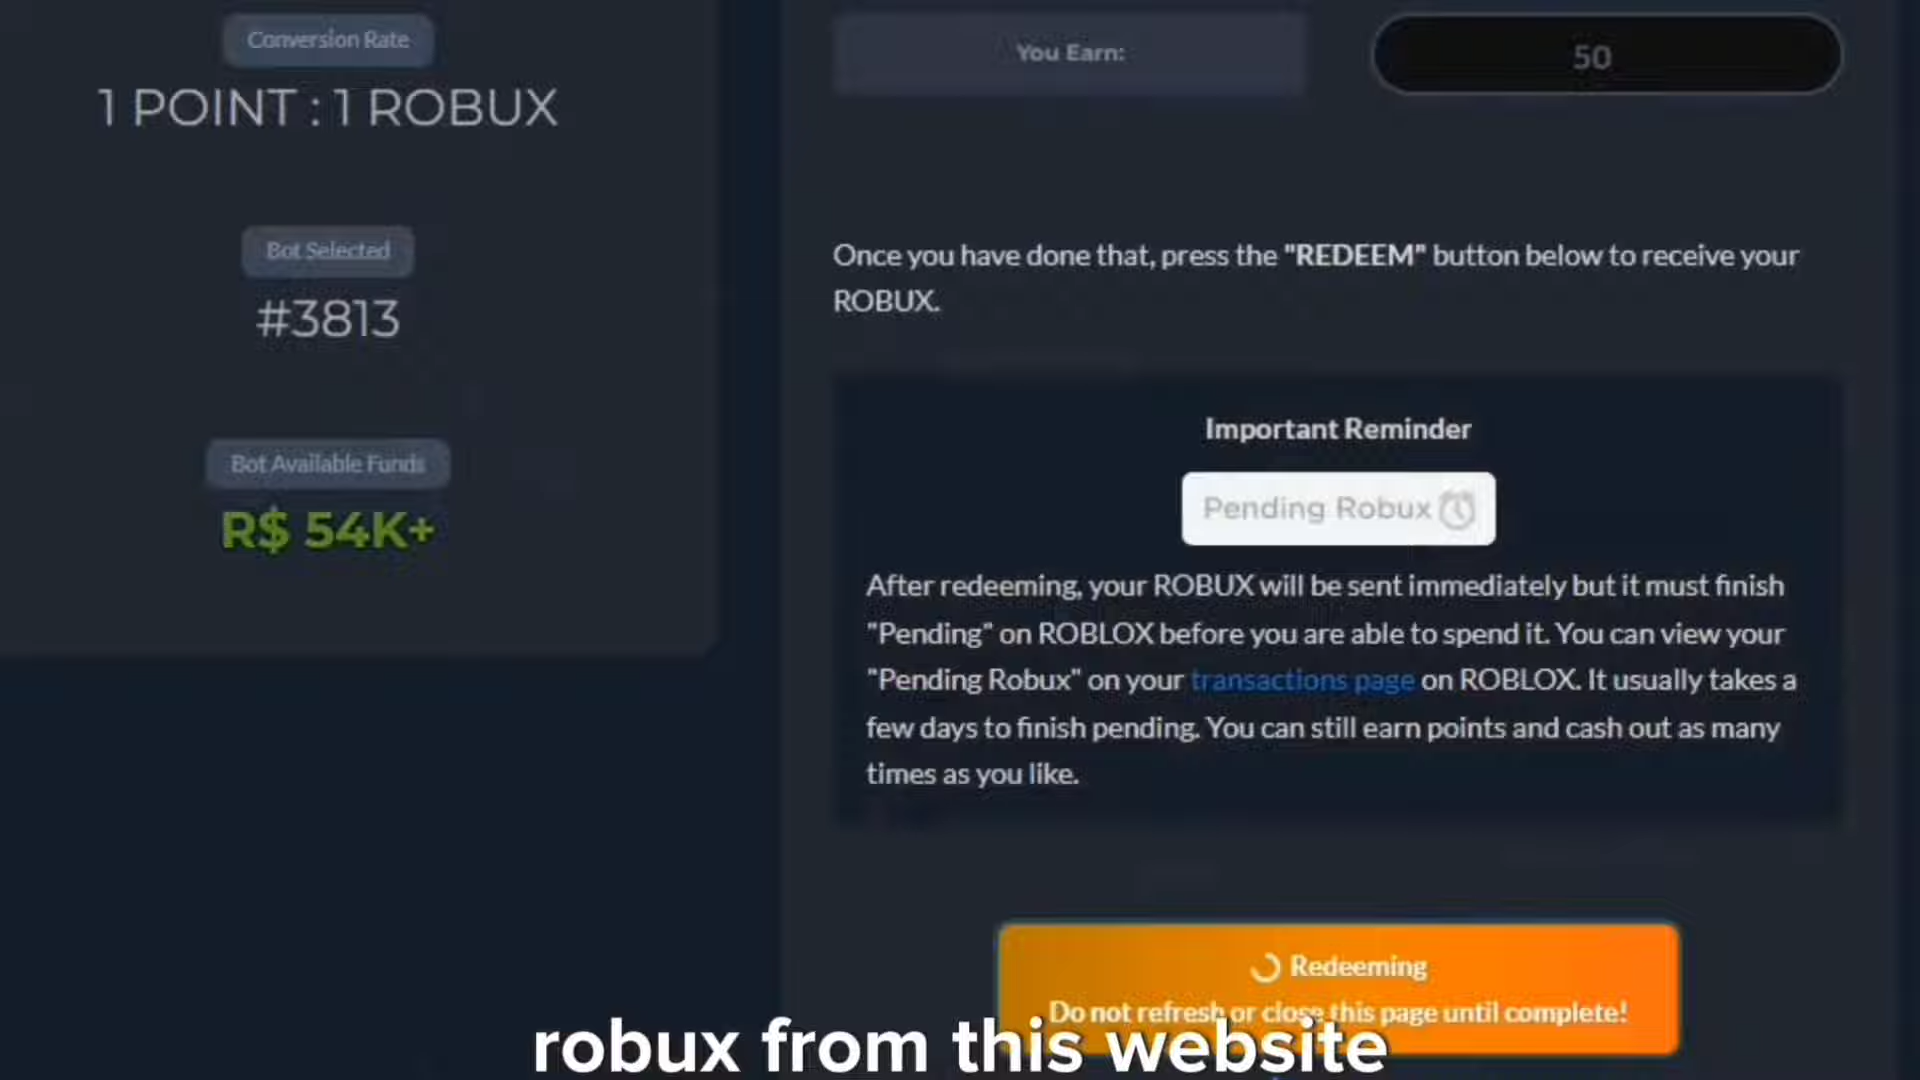 Conversion Rate
1 POINT : 1 ROBUX
Bot Selected
#3813
Bot Available Funds
R$ 54K+
You Earn:
50
Once you have done that, press the "REDEEM" button below to receive your
ROBUX.
Important Reminder
Pending Robux
After redeeming, your ROBUX will be sent immediately but it must finish
"Pending" on ROBLOX before you are able to spend it. You can view your
"Pending Robux" on your transactions page on ROBLOX. It usually takes a
few days to finish pending. You can still earn points and cash out as many
times as you like.
Redeeming
Do not refresh or close this page until complete!
robux from this website